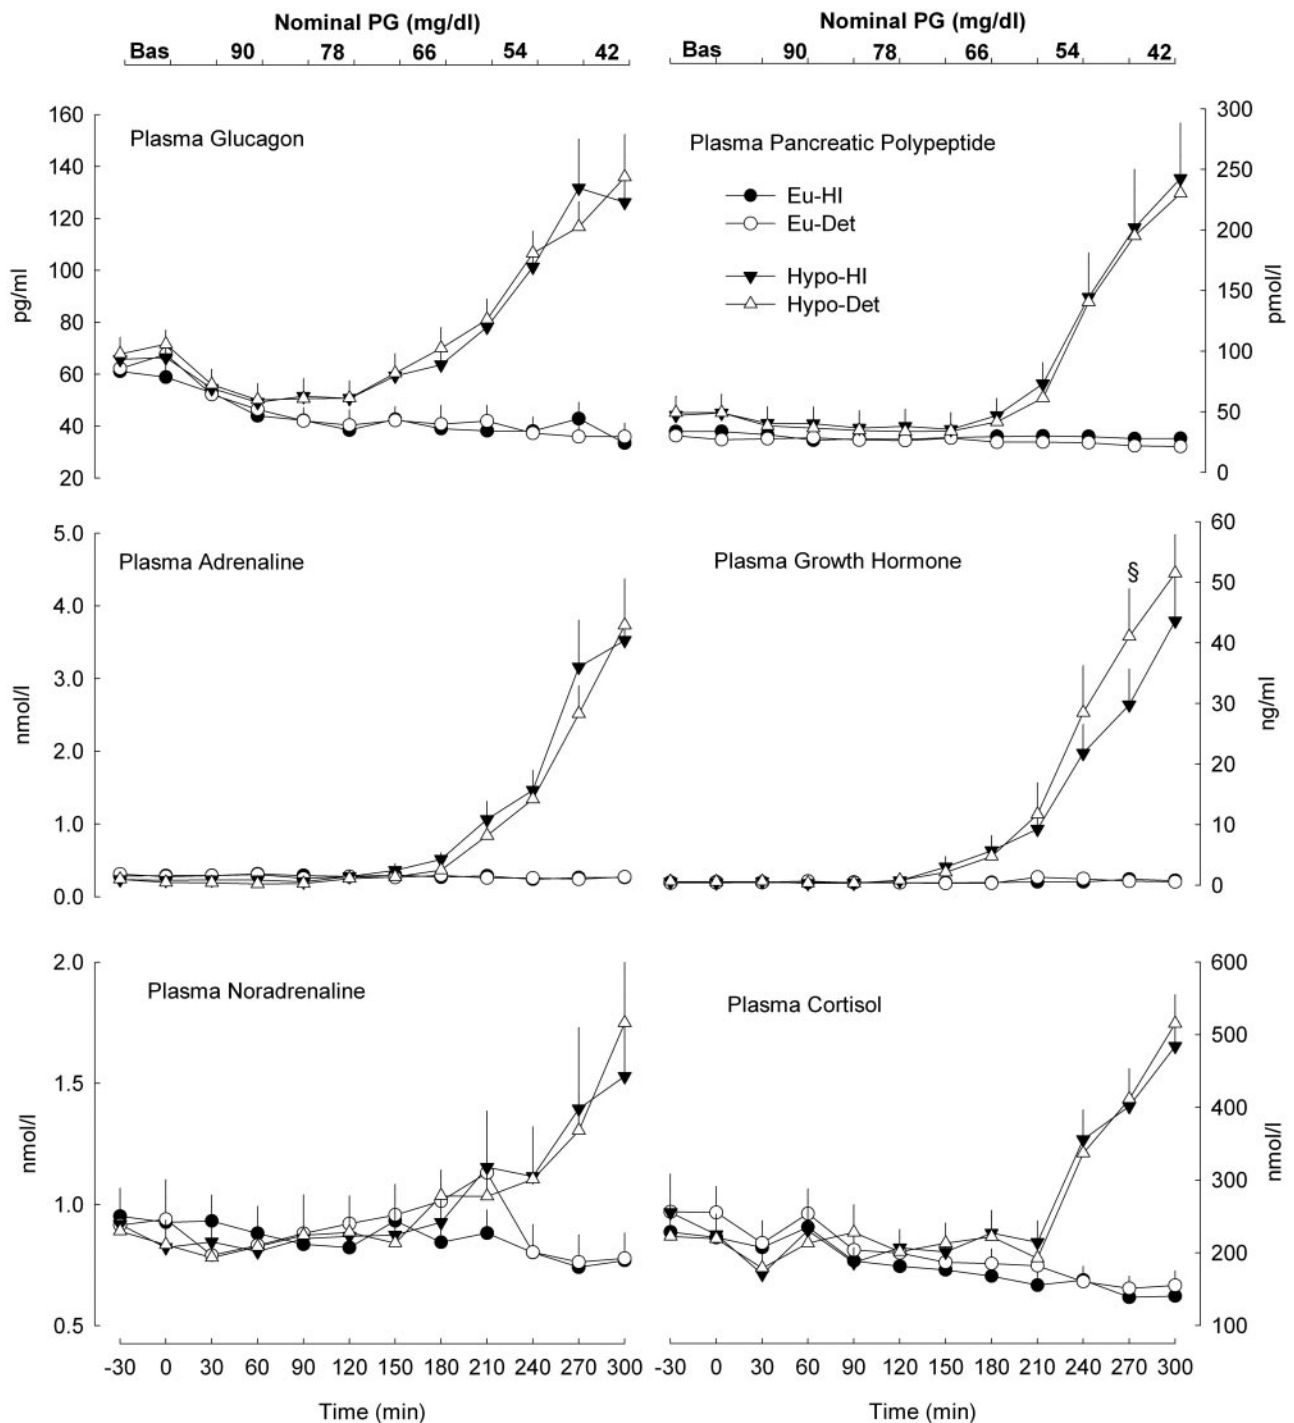 Nominal PG (mg/dl)
Bas 90 78 66 54 42
Nominal PG (mg/dl)
Bas 90 78 66 54 42
160
140
120
100
80
60
40
20
pg/ml
Plasma Glucagon
Plasma Pancreatic Polypeptide
Eu-HI
Eu-Det
Hypo-HI
Hypo-Det
300
250
200
150
100
50
0
pmol/l
5.0
4.0
3.0
2.0
1.0
0.0
nmol/l
Plasma Adrenaline
Plasma Growth Hormone
§
60
50
40
30
20
10
0
ng/ml
2.0
1.5
1.0
0.5
nmol/l
Plasma Noradrenaline
Plasma Cortisol
600
500
400
300
200
100
nmol/l
-30 0 30 60 90 120 150 180 210 240 270 300
Time (min)
-30 0 30 60 90 120 150 180 210 240 270 300
Time (min)